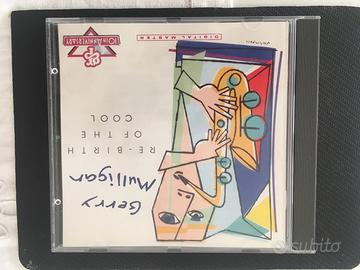 Gerry
Mulligan
RE-BIRTH
OF THE
COOL
DIGITAL MASTER
GRP
10TH ANNIVERSARY
subito